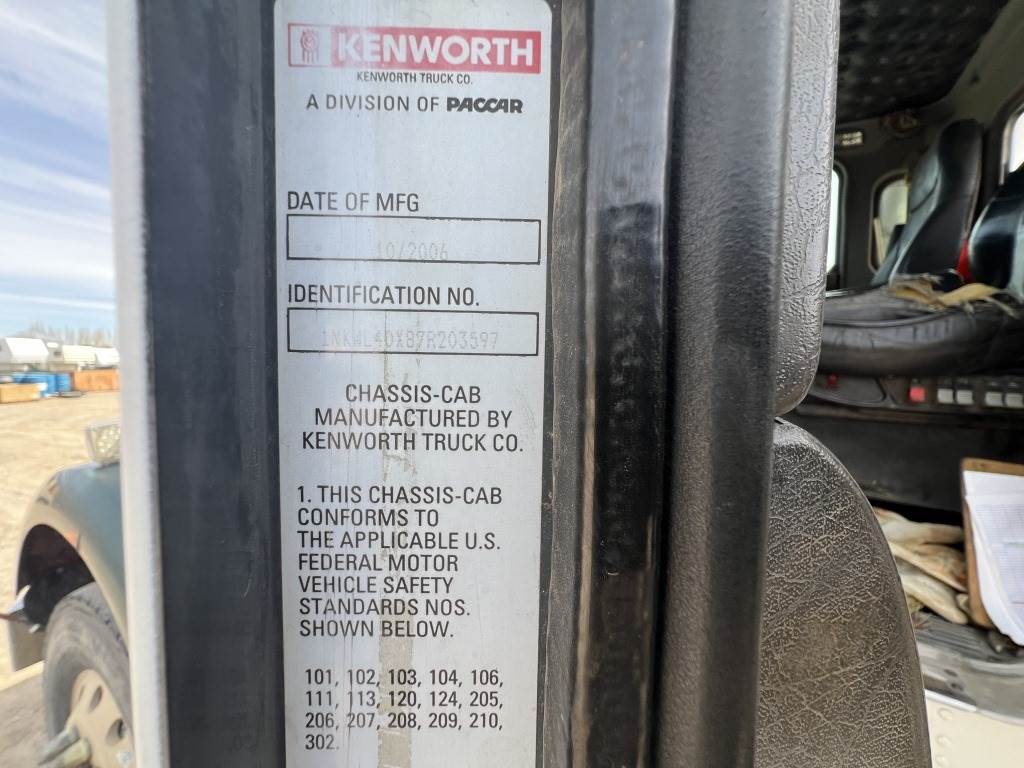 KENWORTH
KENWORTH TRUCK CO.
A DIVISION OF PACCAR
DATE OF MFG
10/2006
IDENTIFICATION NO.
1NKWL40X87R203597
CHASSIS-CAB
MANUFACTURED BY
KENWORTH TRUCK CO.
1. THIS CHASSIS-CAB
CONFORMS TO
THE APPLICABLE U.S.
FEDERAL MOTOR
VEHICLE SAFETY
STANDARDS NOS.
SHOWN BELOW.
101, 102, 103, 104, 106,
111, 113, 120, 124, 205,
206, 207, 208, 209, 210,
302.